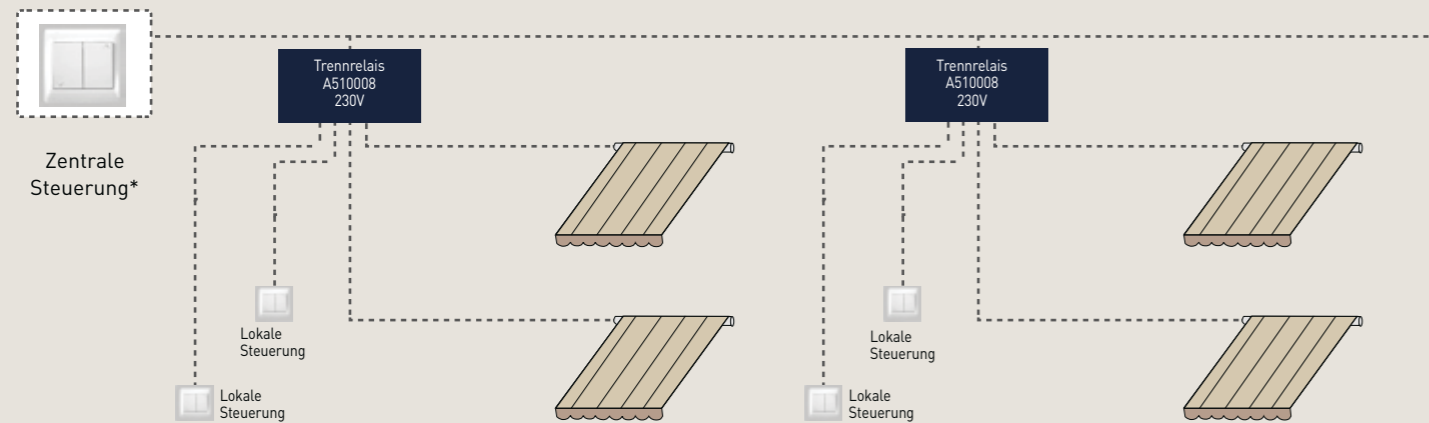 Trennrelais
A510008
230V
Trennrelais
A510008
230V
Zentrale
Steuerung*
Lokale
Steuerung
Lokale
Steuerung
Lokale
Steuerung
Lokale
Steuerung